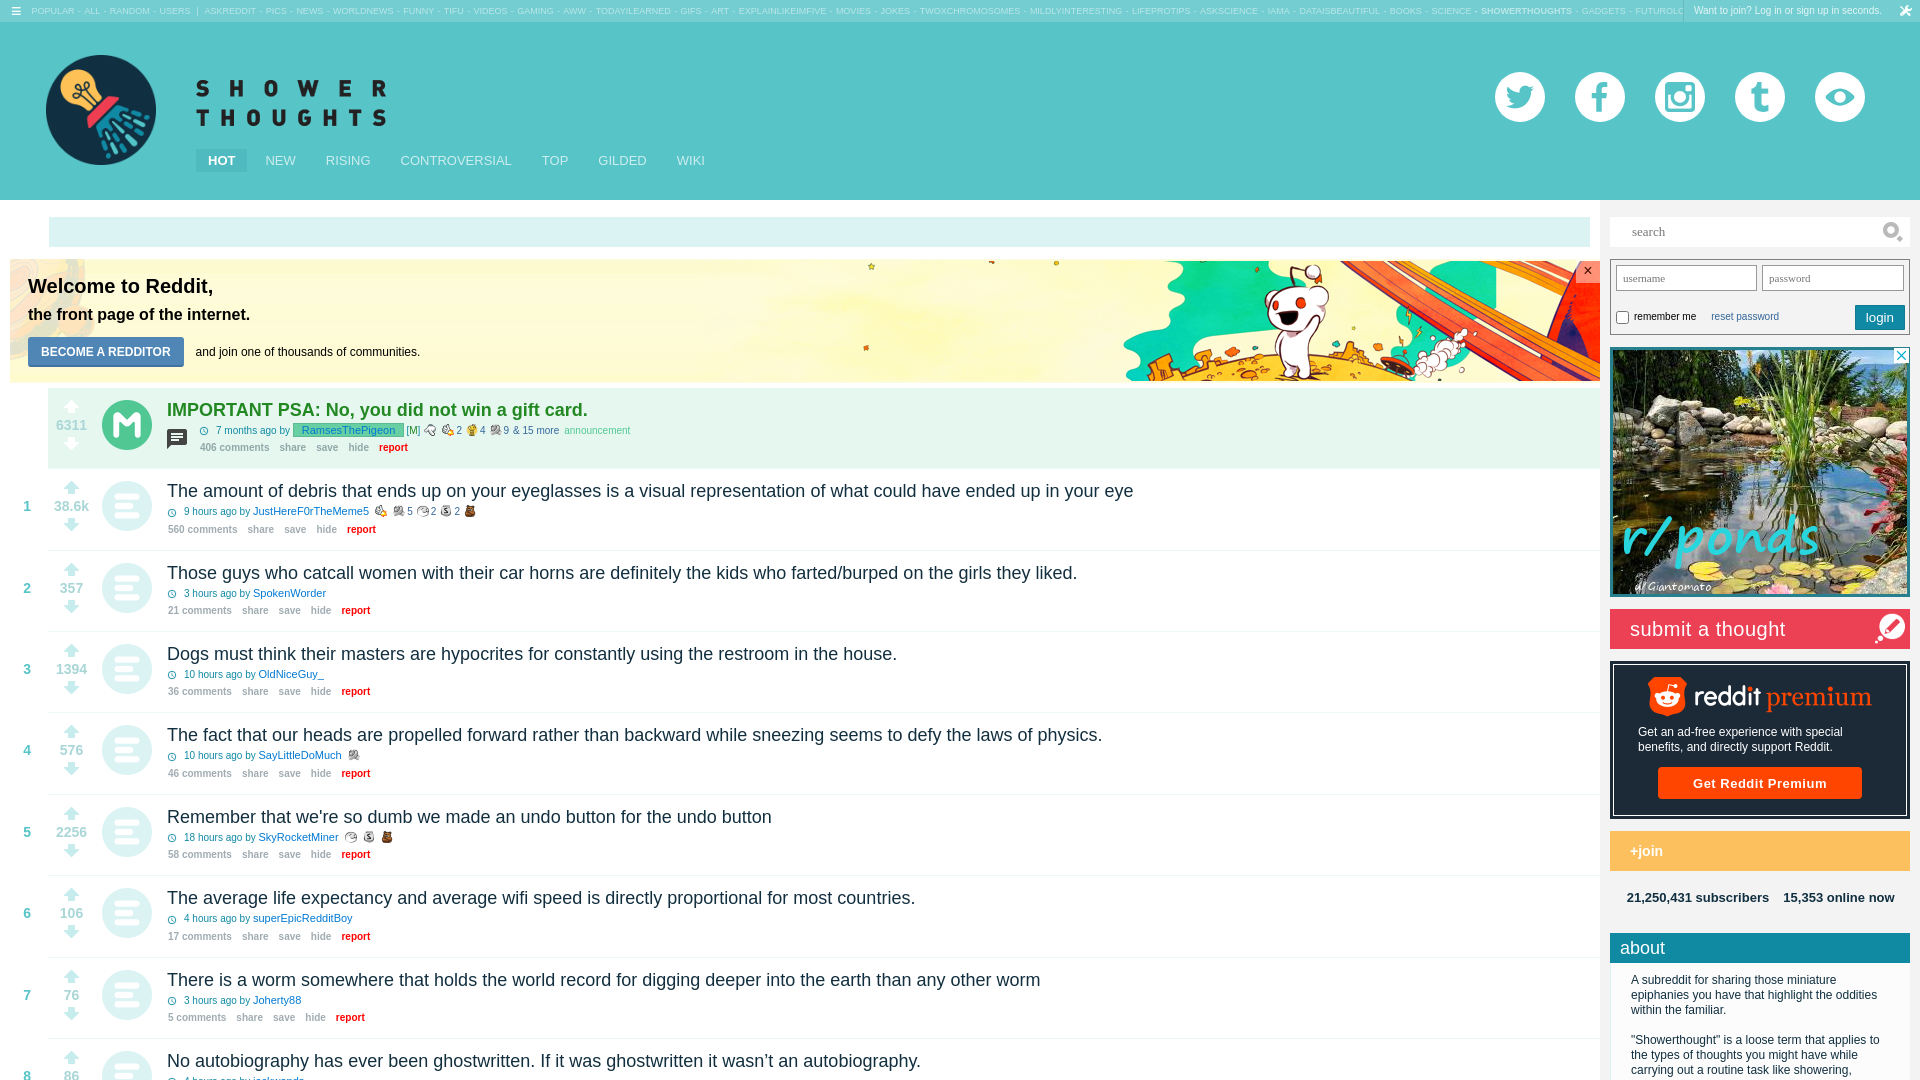 POPULAR - ALL - RANDOM - USERS | ASKREDDIT - PICS - NEWS - WORLDNEWS - FUNNY - TIFU - VIDEOS - GAMING - AWW - TODAYILEARNED - GIFS - ART - EXPLAINLIKEIMFIVE - MOVIES - JOKES - TWOXCHROMOSOMES - MILDLYINTERESTING - LIFEPROTIPS - ASKSCIENCE - IAMA - DATAISBEAUTIFUL - BOOKS - SCIENCE - SHOWERTHOUGHTS - GADGETS - FUTUROLO
Want to join? Log in or sign up in seconds.
SHOWER
THOUGHTS
HOT NEW RISING CONTROVERSIAL TOP GILDED WIKI
Welcome to Reddit,
the front page of the internet.
BECOME A REDDITOR and join one of thousands of communities.
×
M
6311
IMPORTANT PSA: No, you did not win a gift card.
7 months ago by RamsesThePigeon [M] 2 4 9 & 15 more announcement
406 comments share save hide report
1
38.6k
The amount of debris that ends up on your eyeglasses is a visual representation of what could have ended up in your eye
9 hours ago by JustHereF0rTheMeme5 5 2 2
560 comments share save hide report
2
357
Those guys who catcall women with their car horns are definitely the kids who farted/burped on the girls they liked.
3 hours ago by SpokenWorder
21 comments share save hide report
3
1394
Dogs must think their masters are hypocrites for constantly using the restroom in the house.
10 hours ago by OldNiceGuy_
36 comments share save hide report
4
576
The fact that our heads are propelled forward rather than backward while sneezing seems to defy the laws of physics.
10 hours ago by SayLittleDoMuch
46 comments share save hide report
5
2256
Remember that we're so dumb we made an undo button for the undo button
18 hours ago by SkyRocketMiner
58 comments share save hide report
6
106
The average life expectancy and average wifi speed is directly proportional for most countries.
4 hours ago by superEpicRedditBoy
17 comments share save hide report
7
76
There is a worm somewhere that holds the world record for digging deeper into the earth than any other worm
3 hours ago by Joherty88
5 comments share save hide report
8
86
No autobiography has ever been ghostwritten. If it was ghostwritten it wasn’t an autobiography.
search
username password
remember me reset password login
r/ponds
u/Giantomato
submit a thought
reddit premium
Get an ad-free experience with special
benefits, and directly support Reddit.
Get Reddit Premium
+join
21,250,431 subscribers 15,353 online now
about
A subreddit for sharing those miniature
epiphanies you have that highlight the oddities
within the familiar.
"Showerthought" is a loose term that applies to
the types of thoughts you might have while
carrying out a routine task like showering,